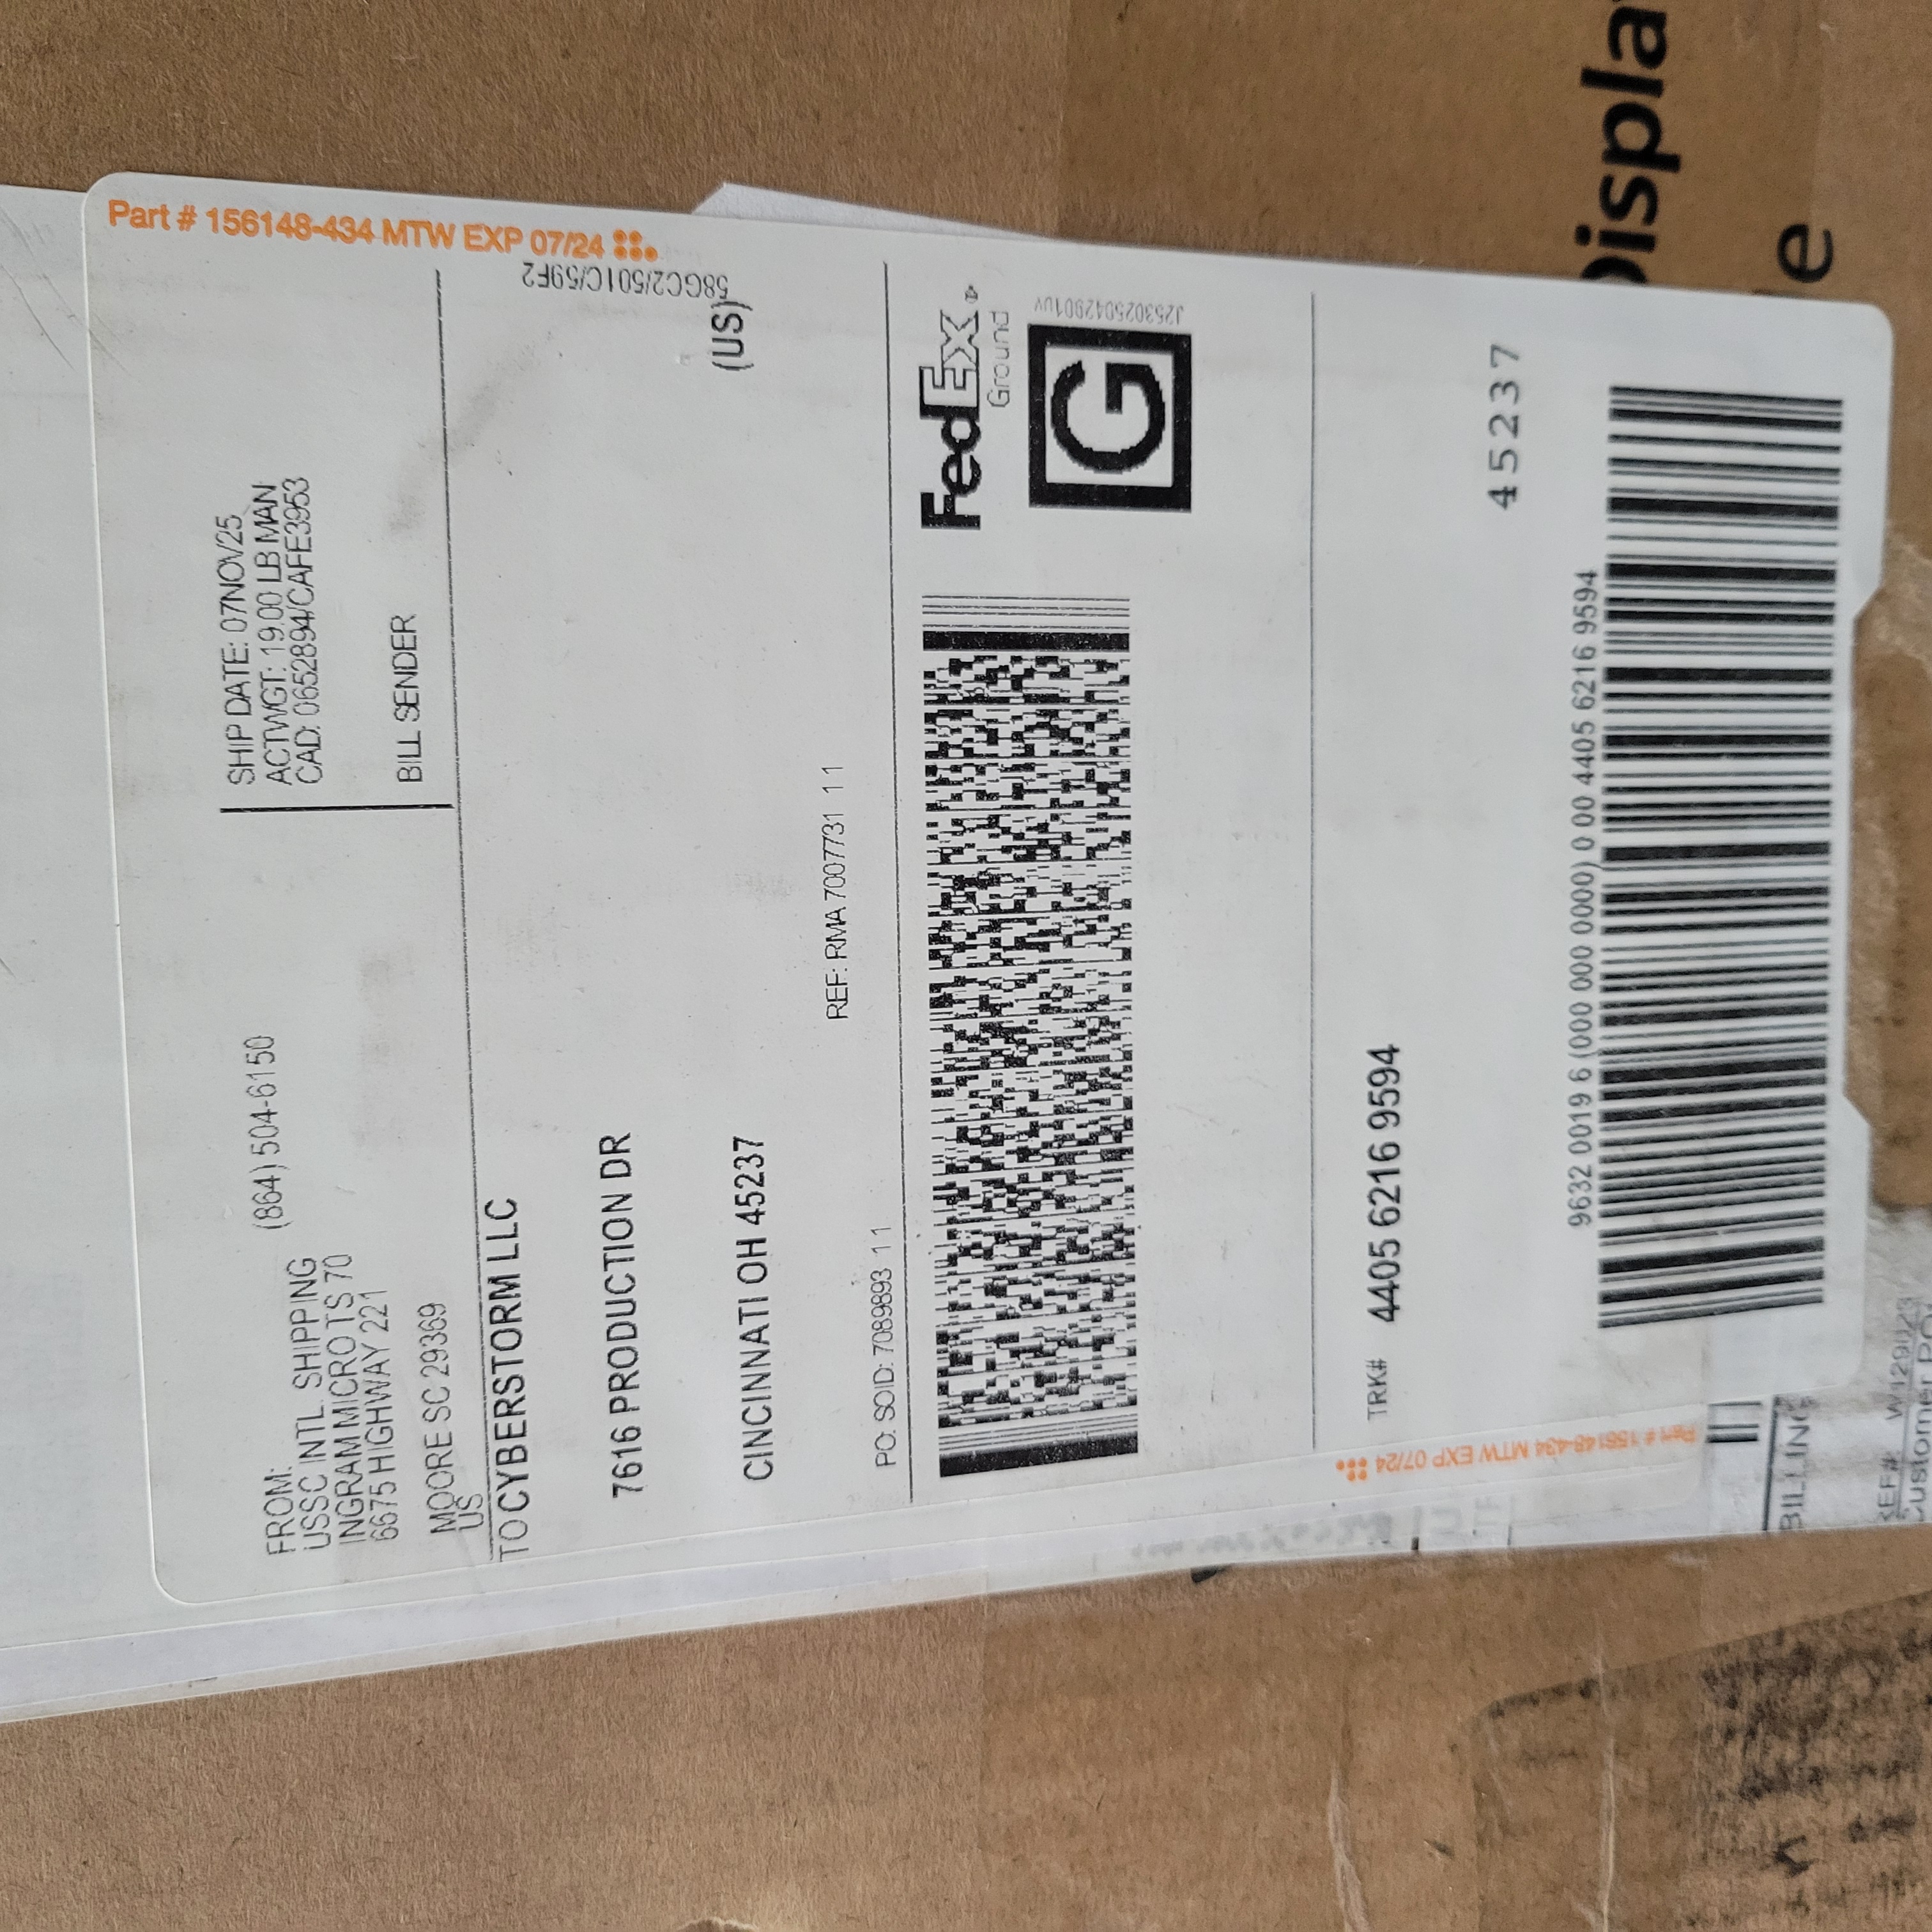 Part # 156148-434 MTW EXP 07/24
FROM:
USSC INTL. SHIPPING
(864) 504-6150
INGRAM MICRO TS 70
6675 HIGHWAY 221
MOORE SC 29369
US
SHIP DATE: 07NOV25
ACTWGT: 19.00 LB MAN
CAD: 0652894/CAFE3953
BILL SENDER
TO CYBERSTORM LLC
7616 PRODUCTION DR
CINCINNATI OH 45237
(US)
58GC2/501C/59F2
REF: RMA 7007731 1 1
PO: SOID: 7089893 1 1
FedEx
Ground
G
J253025042901uv
TRK# 4405 6216 9594
45237
9632 0019 6 (000 000 0000) 0 00 4405 6216 9594
Part # 156148-434 MTW EXP 07/24
BILLING